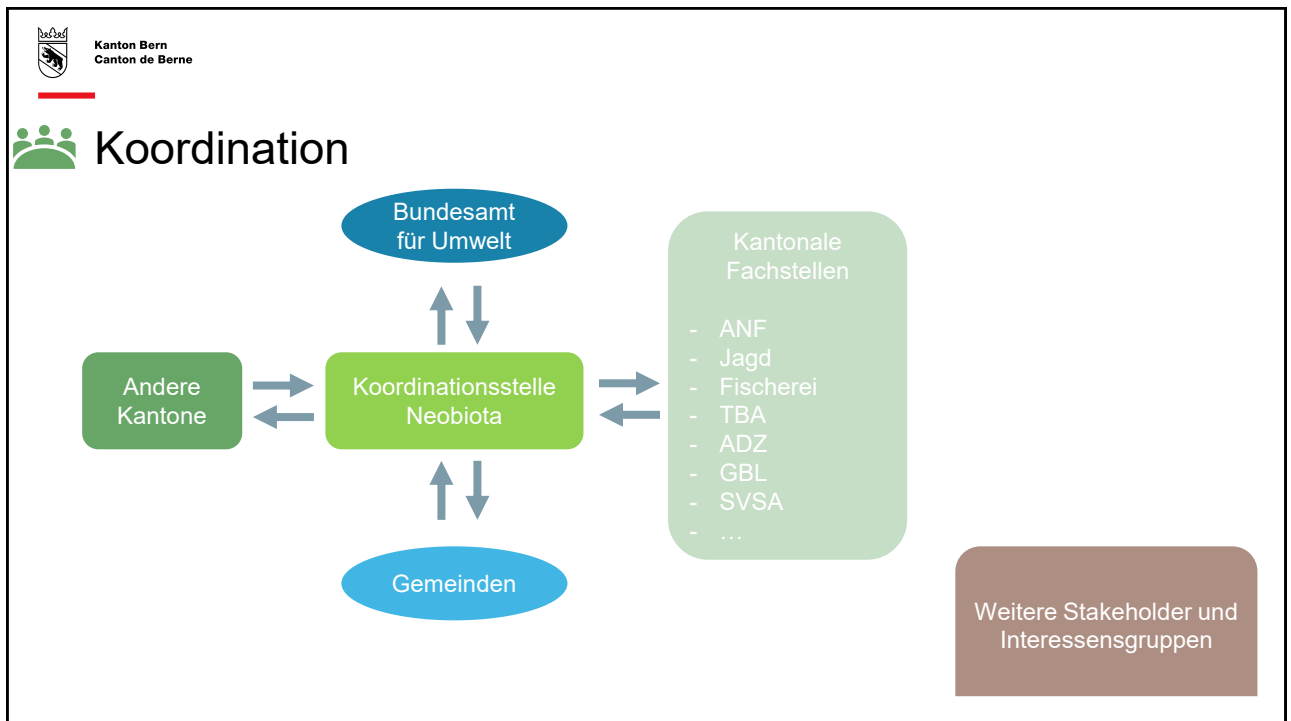 Kanton Bern
Canton de Berne
Koordination
Bundesamt
für Umwelt
Andere
Kantone
Koordinationsstelle
Neobiota
Gemeinden
Kantonale
Fachstellen
- ANF
- Jagd
- Fischerei
- TBA
- ADZ
- GBL
- SVSA
- …
Weitere Stakeholder und
Interessensgruppen